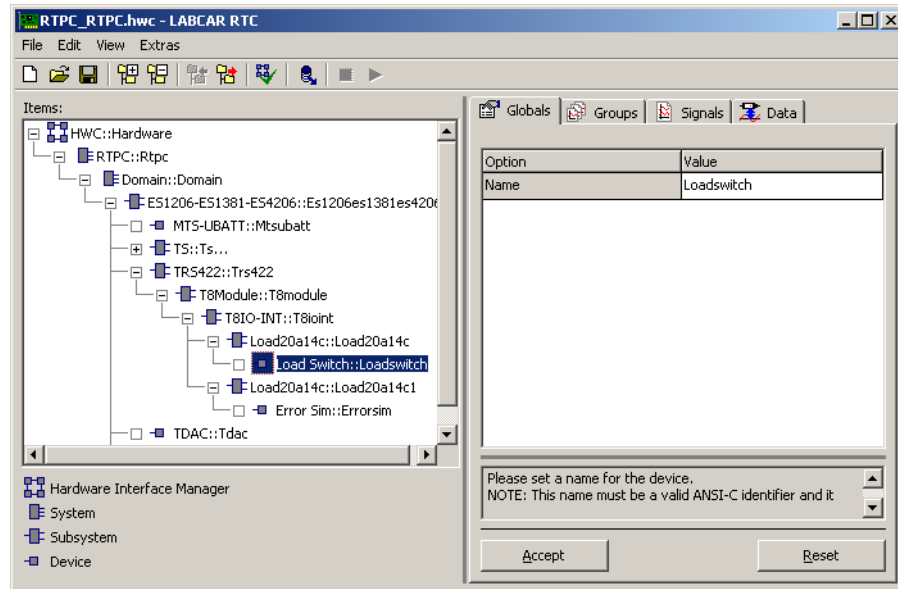 RTPC_RTPC.hwc - LABCAR RTC
File Edit View Extras
Items:
HWC::Hardware
RTPC::Rtpc
Domain::Domain
ES1206-ES1381-ES4206::Es1206es1381es4206
MTS-UBATT::Mtsubatt
TS::Ts...
TRS422::Trs422
T8Module::T8module
T8IO-INT::T8ioint
Load20a14c::Load20a14c
Load Switch::Loadswitch
Load20a14c::Load20a14c1
Error Sim::Errorsim
TDAC::Tdac
Hardware Interface Manager
System
Subsystem
Device
Globals Groups Signals Data
Option Value
Name Loadswitch
Please set a name for the device.
NOTE: This name must be a valid ANSI-C identifier and it
Accept Reset